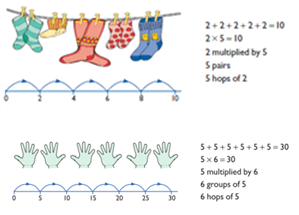 2 + 2 + 2 + 2 + 2 = 10
2 × 5 = 10
2 multiplied by 5
5 pairs
5 hops of 2
0 2 4 6 8 10
5 + 5 + 5 + 5 + 5 + 5 = 30
5 × 6 = 30
5 multiplied by 6
6 groups of 5
6 hops of 5
0 5 10 15 20 25 30